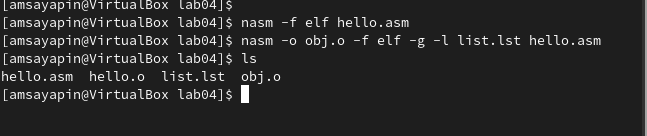 [amsayapin@VirtualBox lab04]$
[amsayapin@VirtualBox lab04]$ nasm -f elf hello.asm
[amsayapin@VirtualBox lab04]$ nasm -o obj.o -f elf -g -l list.lst hello.asm
[amsayapin@VirtualBox lab04]$ ls
hello.asm  hello.o  list.lst  obj.o
[amsayapin@VirtualBox lab04]$